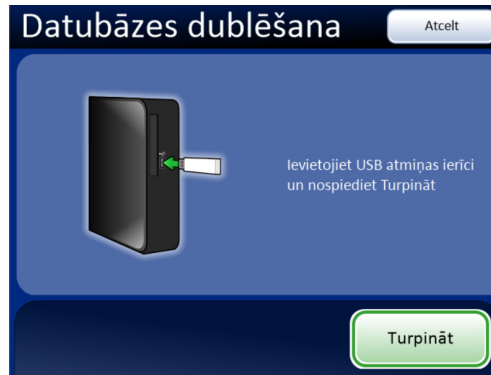 Datubāzes dublēšana
Atcelt
Ievietojiet USB atmiņas ierīci
un nospiediet Turpināt
Turpināt